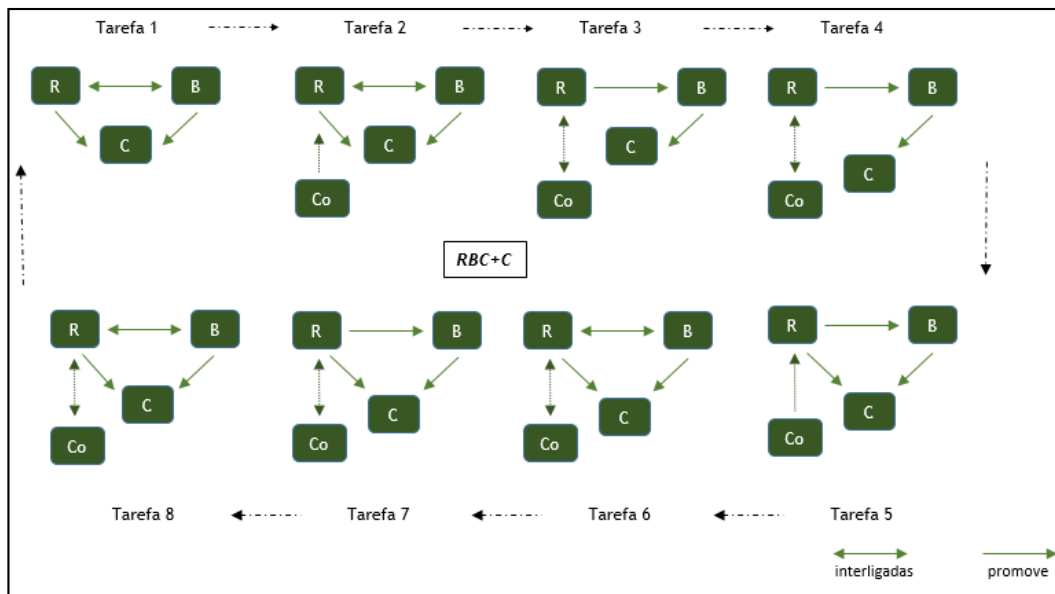 Tarefa 1 Tarefa 2 Tarefa 3 Tarefa 4
R B R B R B R B
C C C C
Co Co Co
RBC+C
R B R B R B R B
C C C C
Co Co Co Co
Tarefa 8 Tarefa 7 Tarefa 6 Tarefa 5
interligadas promove